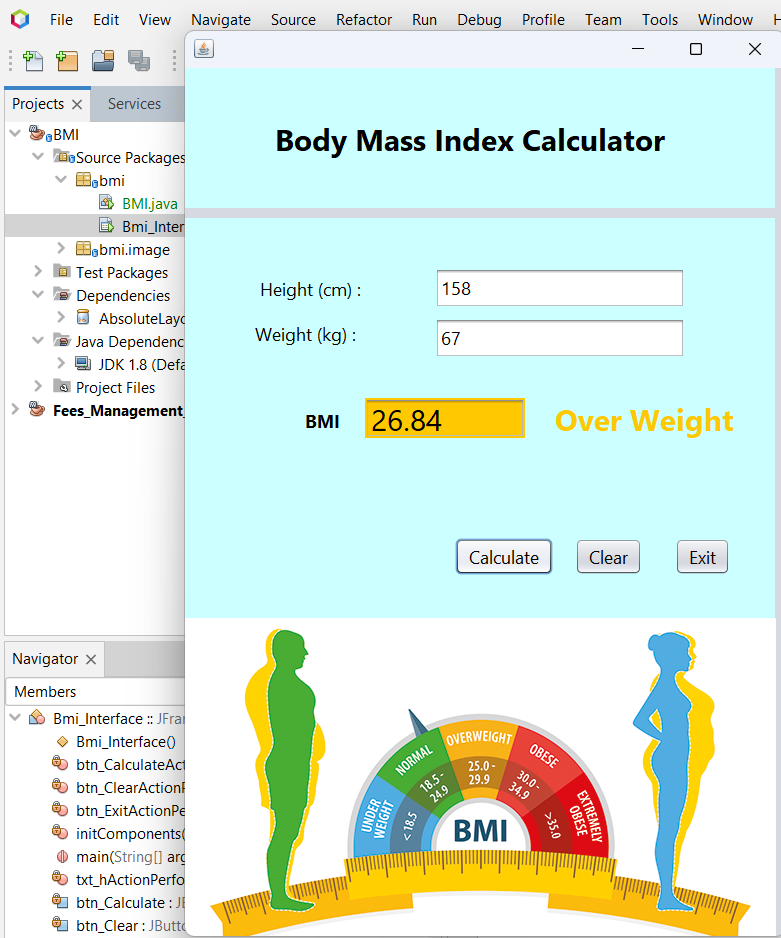 File Edit View Navigate Source Refactor Run Debug Profile Team Tools Window
Projects
Services
BMI
Source Packages
bmi
BMI.java
Bmi_Inter
bmi.image
Test Packages
Dependencies
AbsoluteLayo
Java Dependenc
JDK 1.8 (Defa
Project Files
Fees_Management_
Navigator
Members
Bmi_Interface :: JFran
Bmi_Interface()
btn_CalculateAct
btn_ClearActionP
btn_ExitActionPe
initComponents(
main(String[] arg
txt_hActionPerfo
btn_Calculate : JB
btn_Clear : JButto
Body Mass Index Calculator
Height (cm) : 158
Weight (kg) : 67
BMI 26.84 Over Weight
Calculate Clear Exit
UNDER WEIGHT
< 18.5
NORMAL
18.5 - 24.9
OVERWEIGHT
25.0 - 29.9
OBESE
30.0 - 34.9
EXTREMELY OBESE
>35.0
BMI